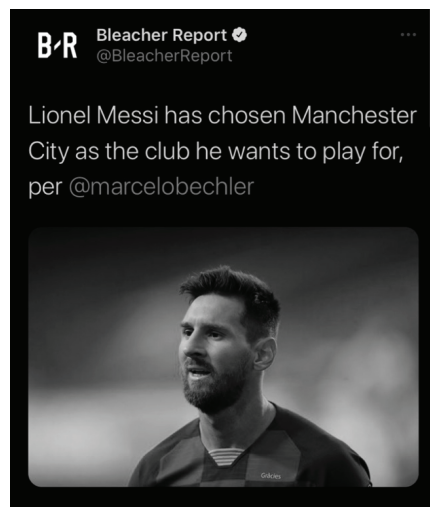 B/R
Bleacher Report
@BleacherReport
Lionel Messi has chosen Manchester
City as the club he wants to play for,
per @marcelobechler
Gràcies